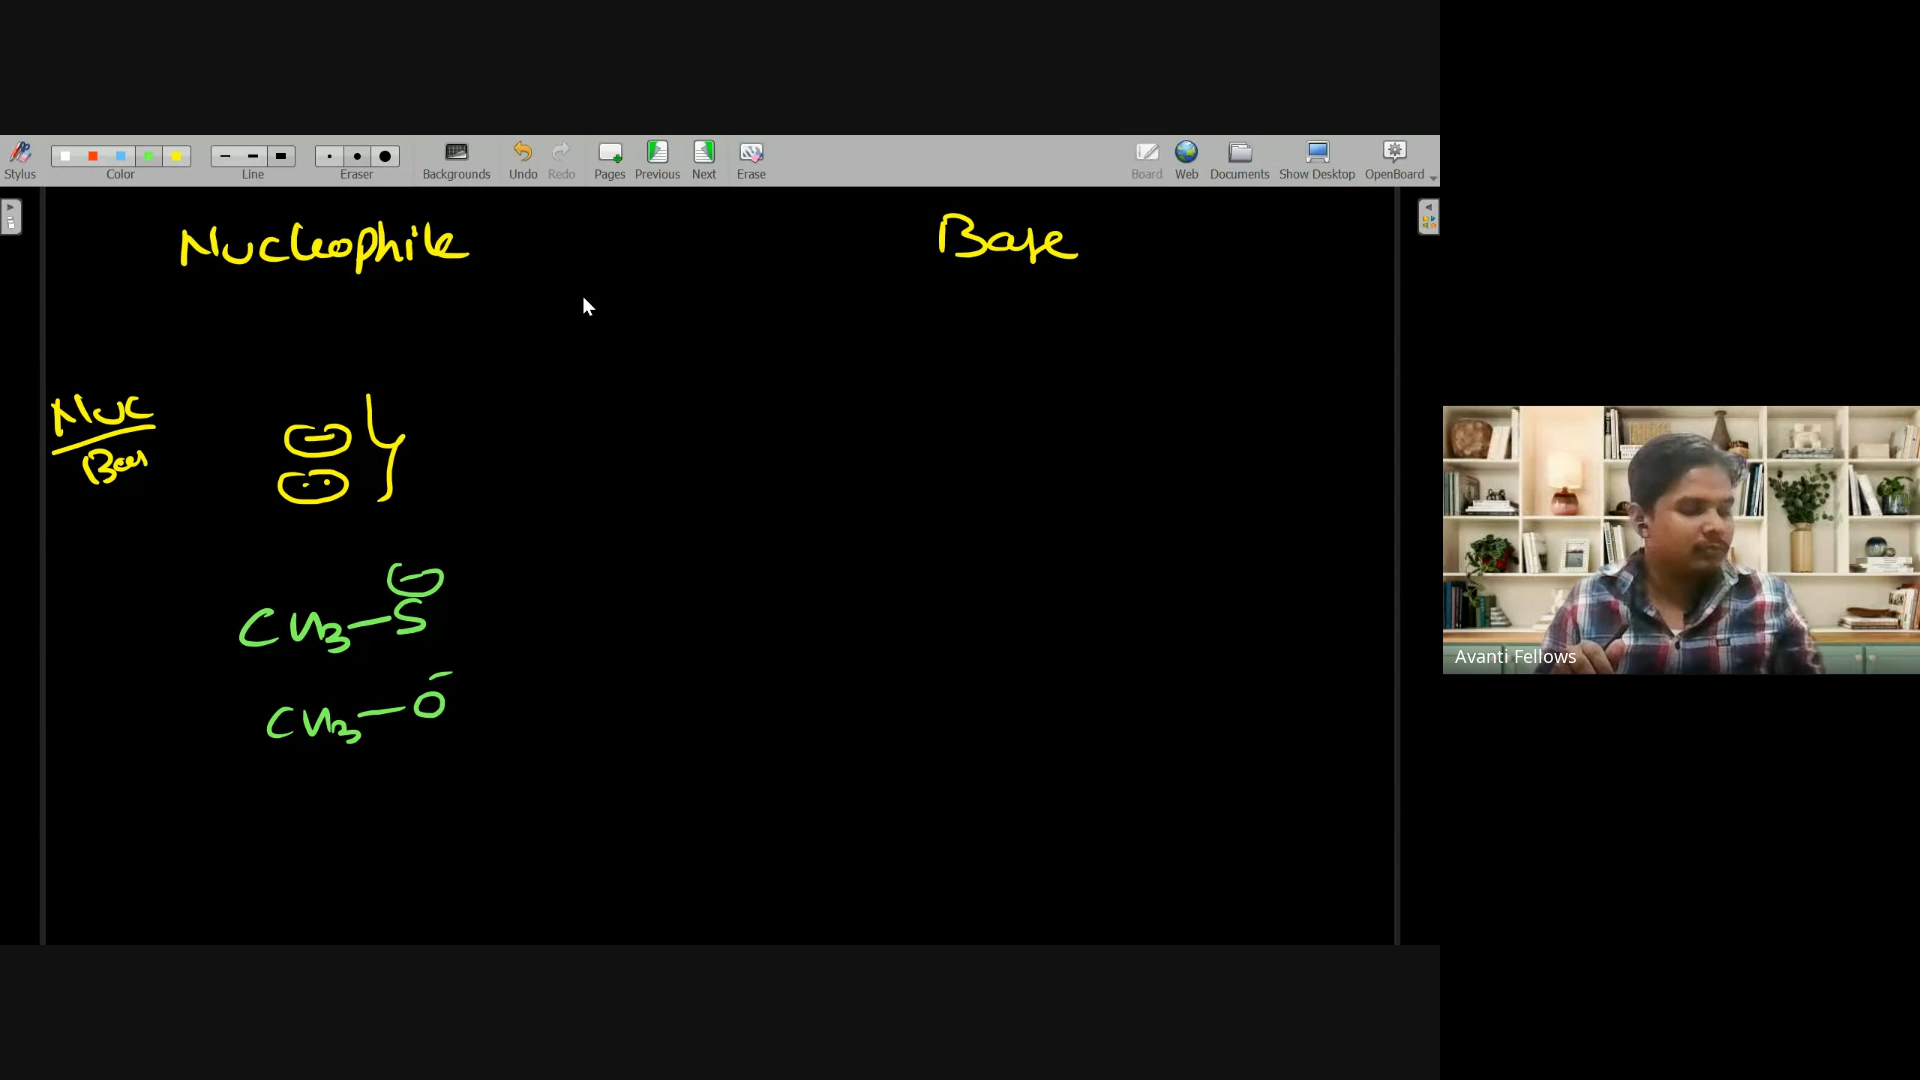 Stylus Color Line Eraser Backgrounds Undo Redo Pages Previous Next Erase Board Web Documents Show Desktop OpenBoard
Nucleophile Base
Nuc
CH3-S⊖
CH3-O⁻
Avanti Fellows